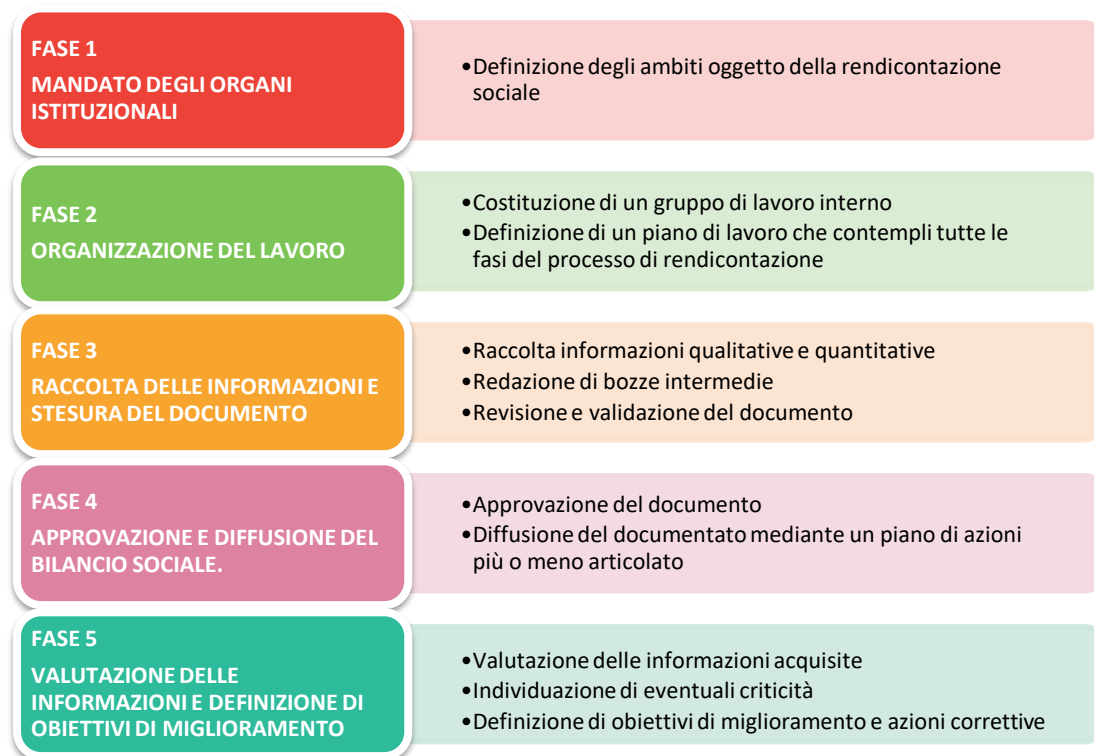 FASE 1
MANDATO DEGLI ORGANI
ISTITUZIONALI
•Definizione degli ambiti oggetto della rendicontazione
sociale
FASE 2
ORGANIZZAZIONE DEL LAVORO
•Costituzione di un gruppo di lavoro interno
•Definizione di un piano di lavoro che contempli tutte le
fasi del processo di rendicontazione
FASE 3
RACCOLTA DELLE INFORMAZIONI E
STESURA DEL DOCUMENTO
•Raccolta informazioni qualitative e quantitative
•Redazione di bozze intermedie
•Revisione e validazione del documento
FASE 4
APPROVAZIONE E DIFFUSIONE DEL
BILANCIO SOCIALE.
•Approvazione del documento
•Diffusione del documentato mediante un piano di azioni
più o meno articolato
FASE 5
VALUTAZIONE DELLE
INFORMAZIONI E DEFINIZIONE DI
OBIETTIVI DI MIGLIORAMENTO
•Valutazione delle informazioni acquisite
•Individuazione di eventuali criticità
•Definizione di obiettivi di miglioramento e azioni correttive